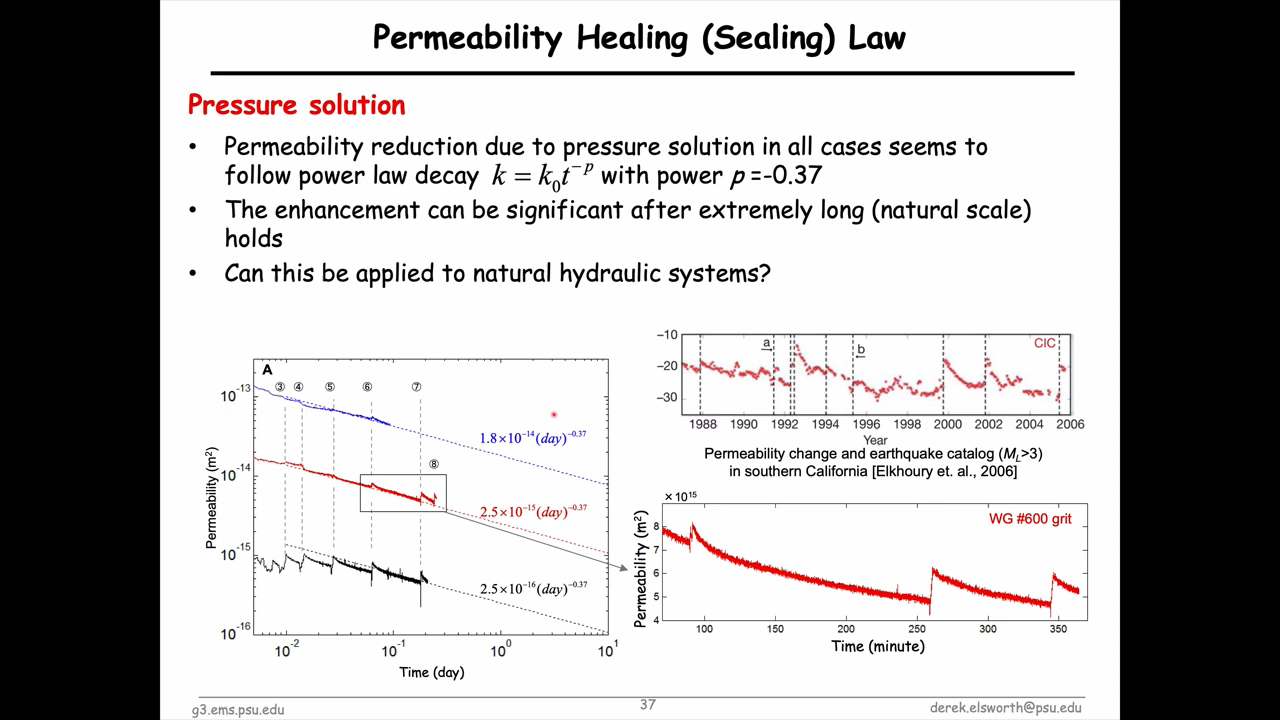 Permeability Healing (Sealing) Law
Pressure solution
• Permeability reduction due to pressure solution in all cases seems to
follow power law decay k = k₀t⁻ᵖ with power p =-0.37
• The enhancement can be significant after extremely long (natural scale)
holds
• Can this be applied to natural hydraulic systems?
A
③ ④ ⑤ ⑥ ⑦
⑧
10⁻¹³
10⁻¹⁴
10⁻¹⁵
10⁻¹⁶
Permeability (m²)
1.8×10⁻¹⁴(day)⁻⁰·³⁷
2.5×10⁻¹⁵(day)⁻⁰·³⁷
2.5×10⁻¹⁶(day)⁻⁰·³⁷
10⁻² 10⁻¹ 10⁰ 10¹
Time (day)
−10
−20
−30
a
b
CIC
1988 1990 1992 1994 1996 1998 2000 2002 2004 2006
Year
Permeability change and earthquake catalog (M_L>3)
in southern California [Elkhoury et. al., 2006]
× 10¹⁵
WG #600 grit
8
7
6
5
4
Permeability (m²)
100 150 200 250 300 350
Time (minute)
g3.ems.psu.edu
37
derek.elsworth@psu.edu